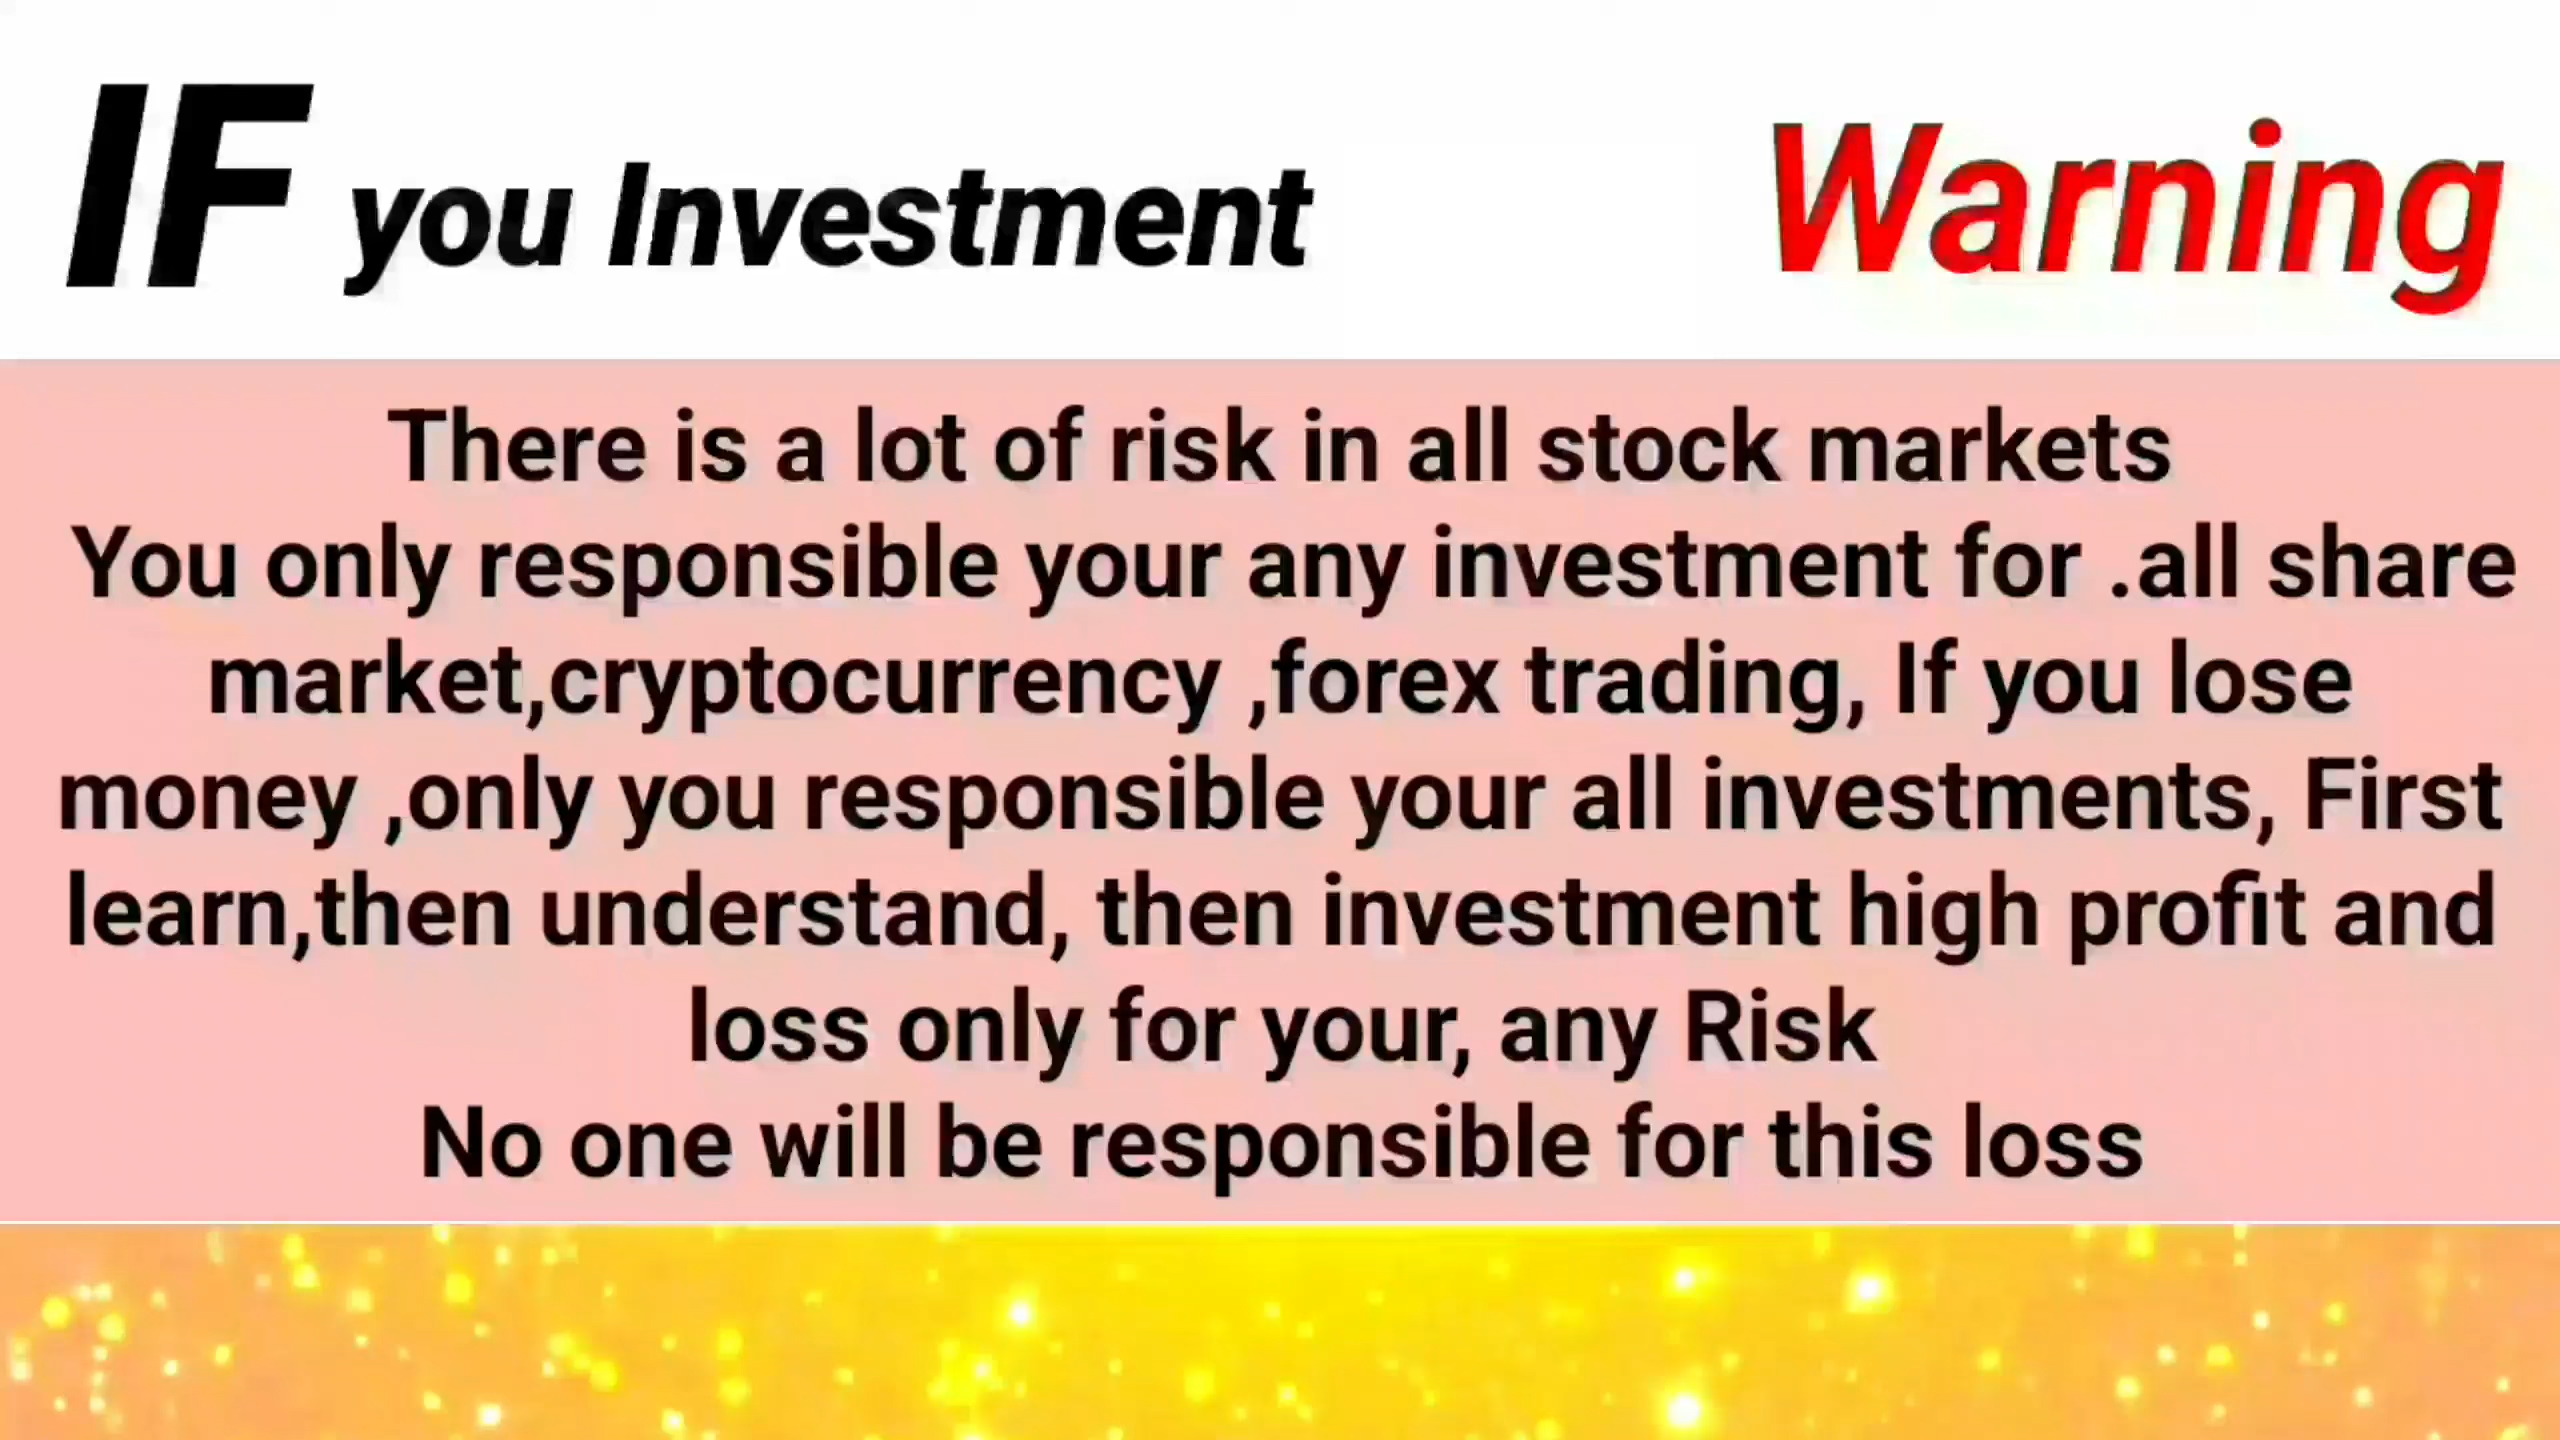 IF you Investment
Warning
There is a lot of risk in all stock markets
You only responsible your any investment for .all share
market,cryptocurrency ,forex trading, If you lose
money ,only you responsible your all investments, First
learn,then understand, then investment high profit and
loss only for your, any Risk
No one will be responsible for this loss